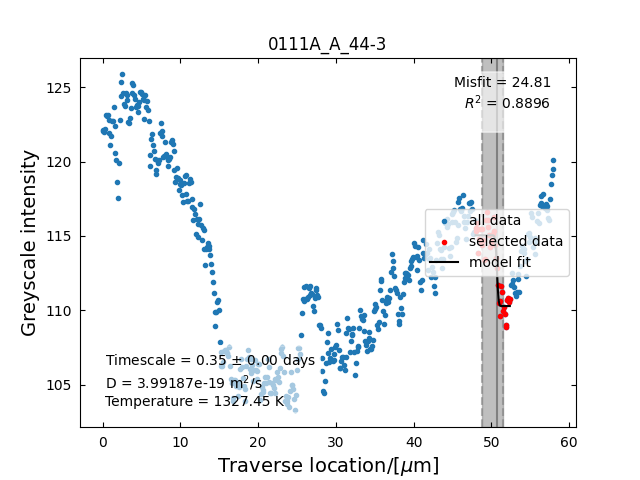 0111A_A_44-3
Misfit = 24.81
R² = 0.8896
all data
selected data
model fit
Timescale = 0.35 ± 0.00 days
D = 3.99187e-19 m²/s
Temperature = 1327.45 K
125
120
115
110
105
Greyscale intensity
0 10 20 30 40 50 60
Traverse location/[μm]